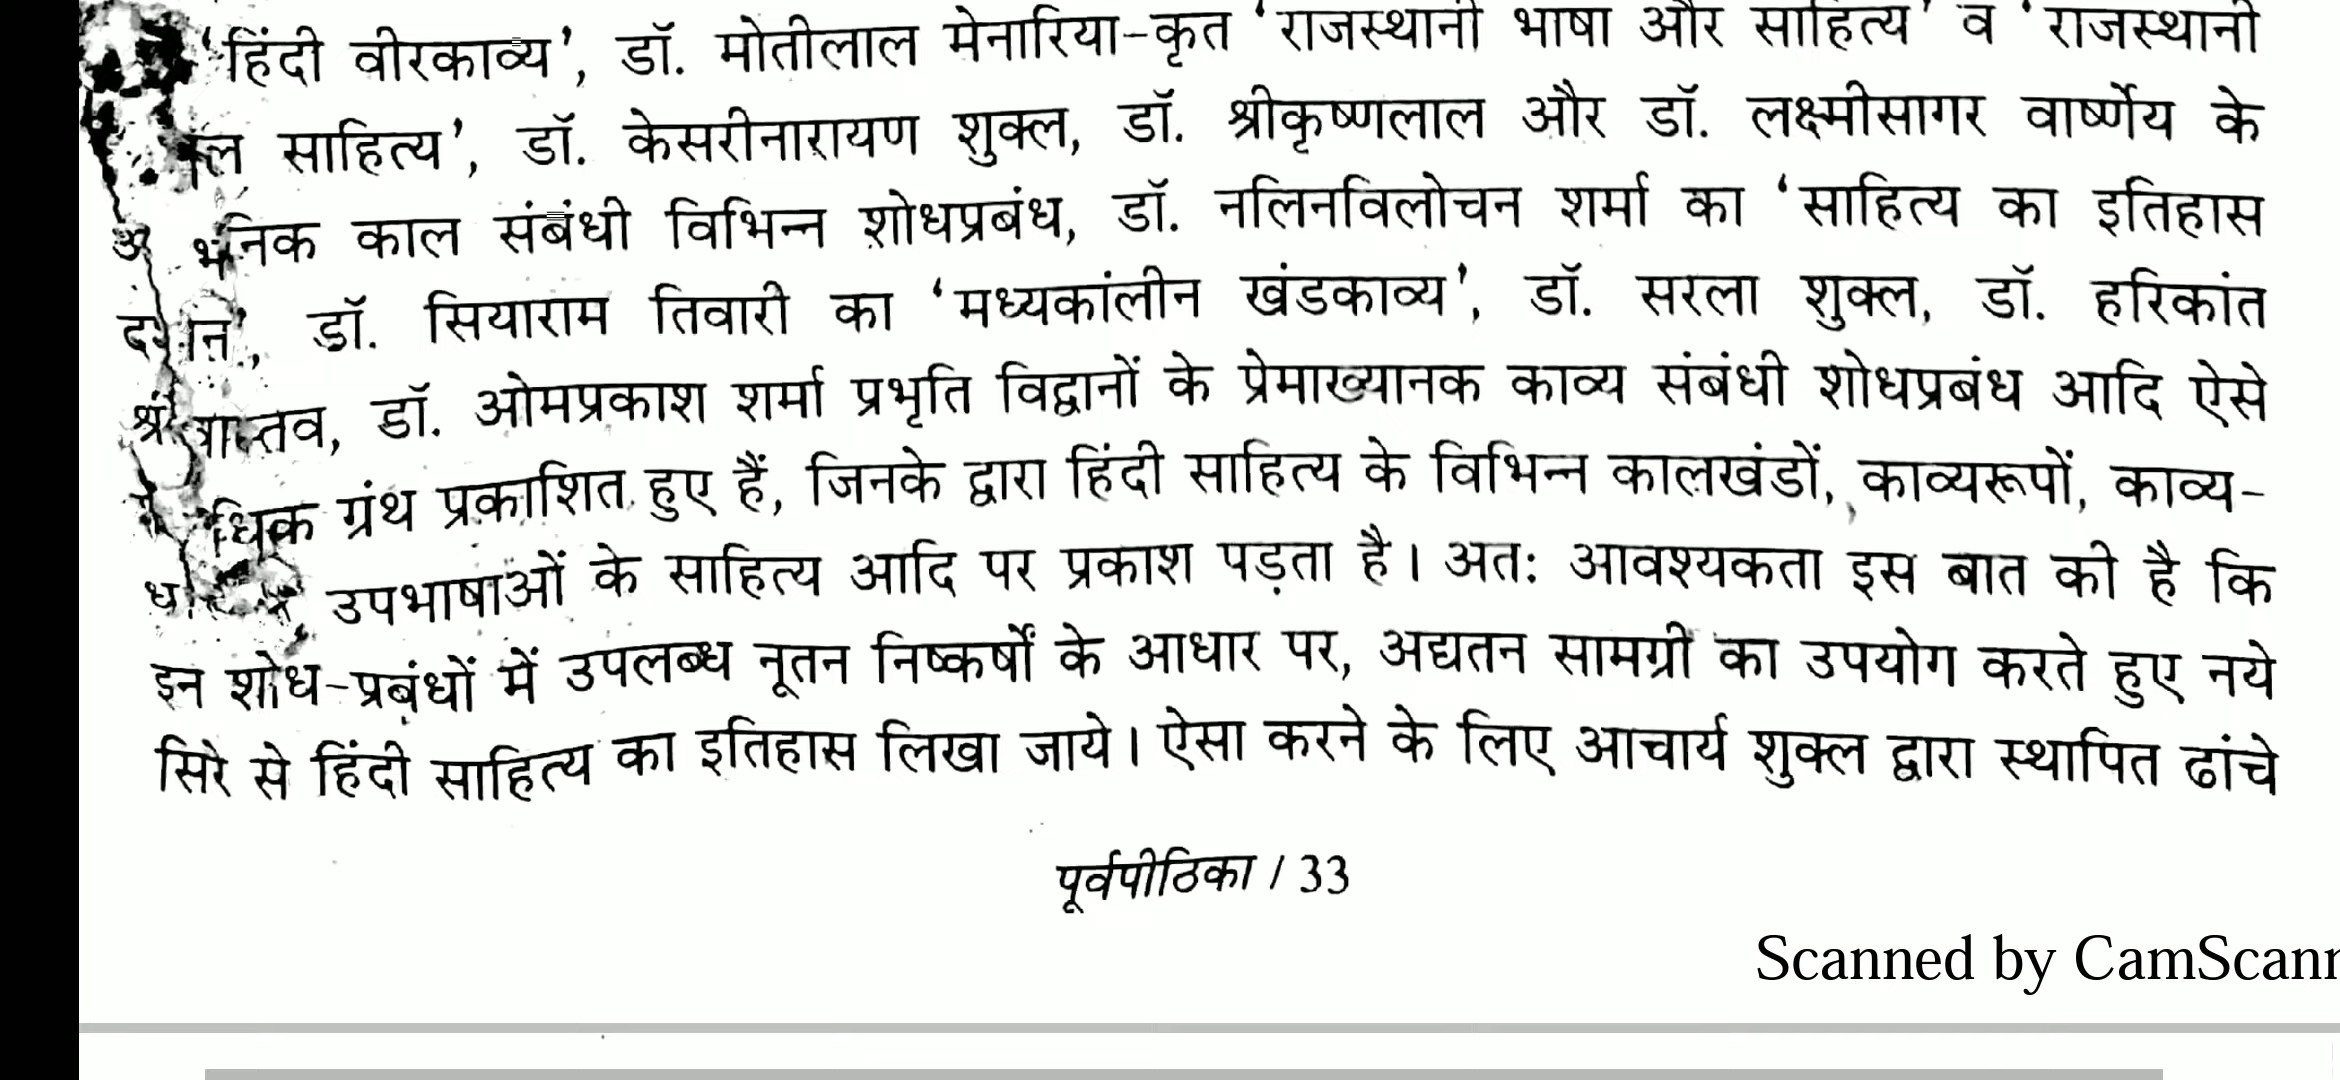 'हिंदी वीरकाव्य', डॉ. मोतीलाल मेनारिया-कृत 'राजस्थानी भाषा और साहित्य' व 'राजस्थानी
साहित्य', डॉ. केसरीनारायण शुक्ल, डॉ. श्रीकृष्णलाल और डॉ. लक्ष्मीसागर वार्ष्णेय के
काल संबंधी विभिन्न शोधप्रबंध, डॉ. नलिनविलोचन शर्मा का 'साहित्य का इतिहास
डॉ. सियाराम तिवारी का 'मध्यकांलीन खंडकाव्य', डॉ. सरला शुक्ल, डॉ. हरिकांत
डॉ. ओमप्रकाश शर्मा प्रभृति विद्वानों के प्रेमाख्यानक काव्य संबंधी शोधप्रबंध आदि ऐसे
ग्रंथ प्रकाशित हुए हैं, जिनके द्वारा हिंदी साहित्य के विभिन्न कालखंडों, काव्यरूपों, काव्य-
उपभाषाओं के साहित्य आदि पर प्रकाश पड़ता है। अतः आवश्यकता इस बात की है कि
इन शोध-प्रबंधों में उपलब्ध नूतन निष्कर्षों के आधार पर, अद्यतन सामग्री का उपयोग करते हुए नये
सिरे से हिंदी साहित्य का इतिहास लिखा जाये। ऐसा करने के लिए आचार्य शुक्ल द्वारा स्थापित ढांचे
पूर्वपीठिका / 33
Scanned by CamScann